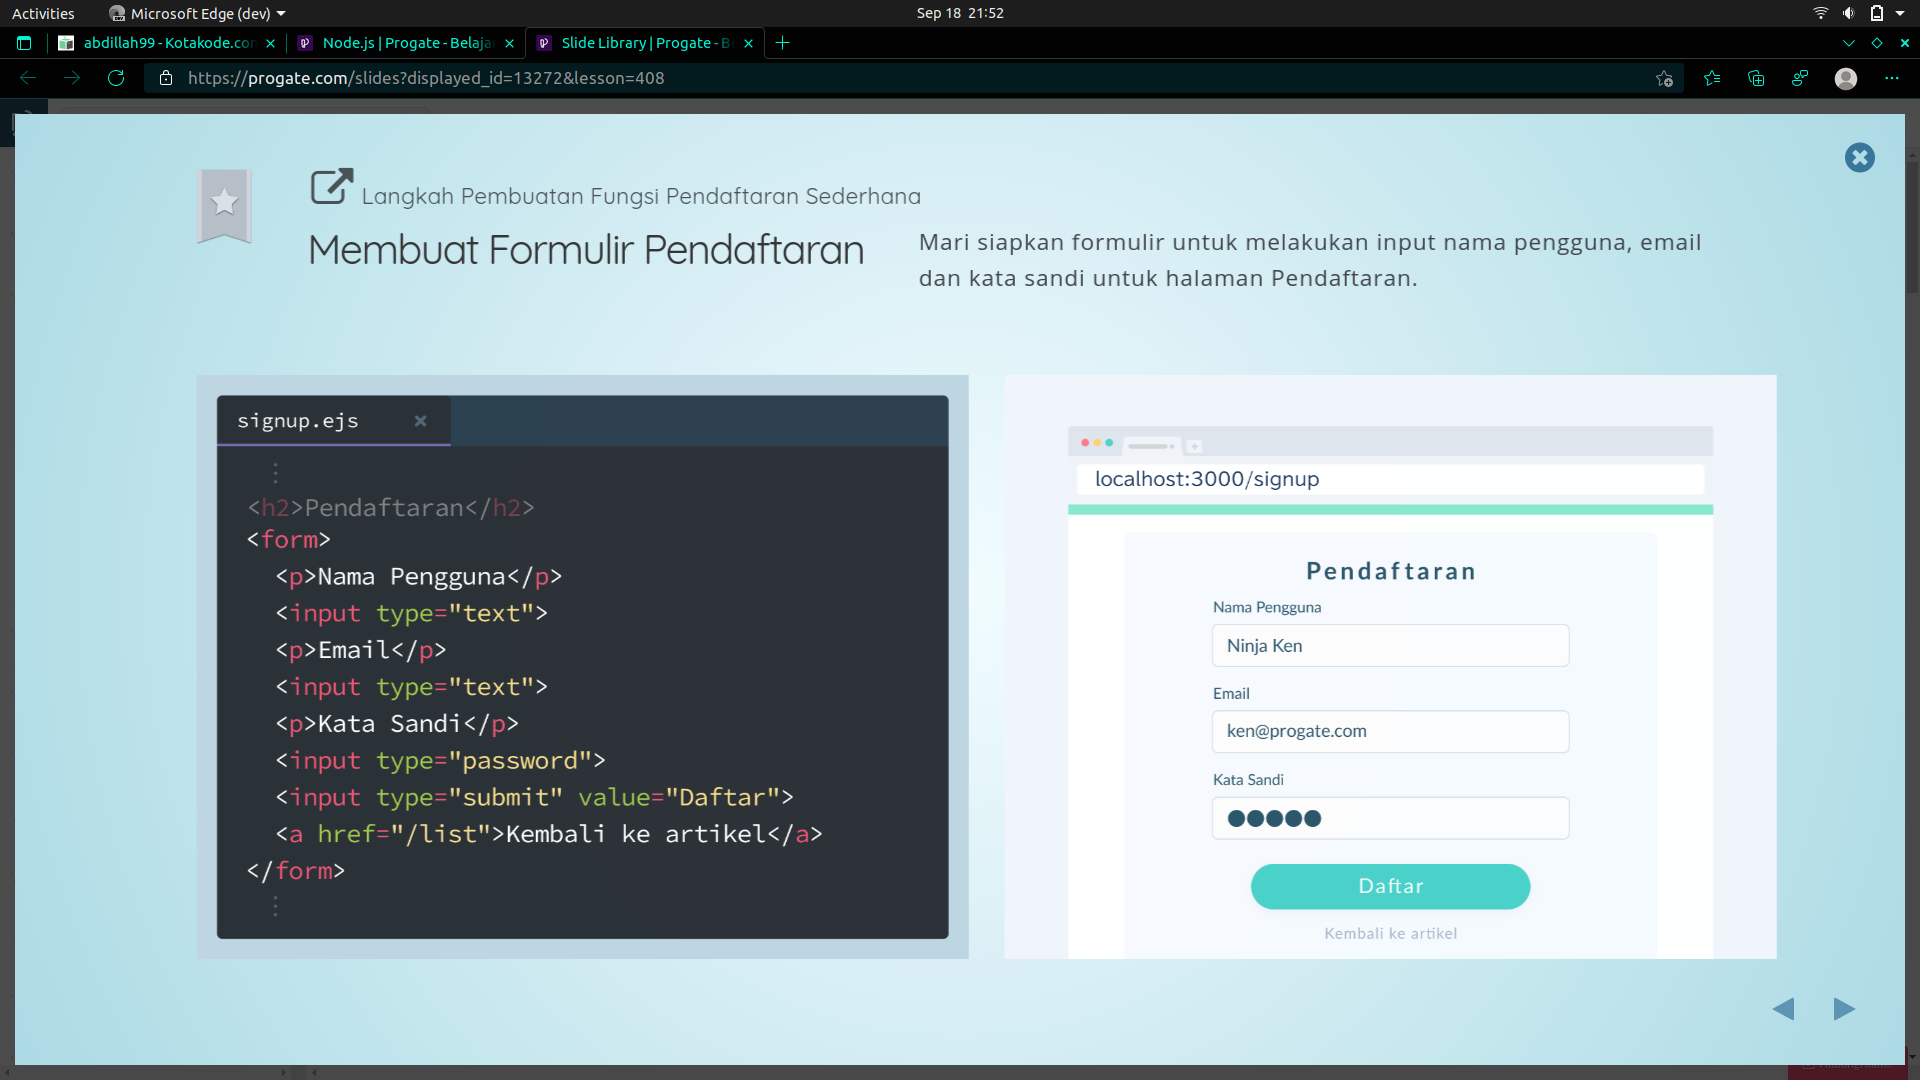 Activities
Microsoft Edge (dev)
Sep 18 21:52
abdillah99 - Kotakode.con
Node.js | Progate - Belaja
Slide Library | Progate - B
https://progate.com/slides?displayed_id=13272&lesson=408
Langkah Pembuatan Fungsi Pendaftaran Sederhana
Membuat Formulir Pendaftaran
Mari siapkan formulir untuk melakukan input nama pengguna, email
dan kata sandi untuk halaman Pendaftaran.
signup.ejs
<h2>Pendaftaran</h2>
<form>
<p>Nama Pengguna</p>
<input type="text">
<p>Email</p>
<input type="text">
<p>Kata Sandi</p>
<input type="password">
<input type="submit" value="Daftar">
<a href="/list">Kembali ke artikel</a>
</form>
localhost:3000/signup
Pendaftaran
Nama Pengguna
Ninja Ken
Email
ken@progate.com
Kata Sandi
Daftar
Kembali ke artikel